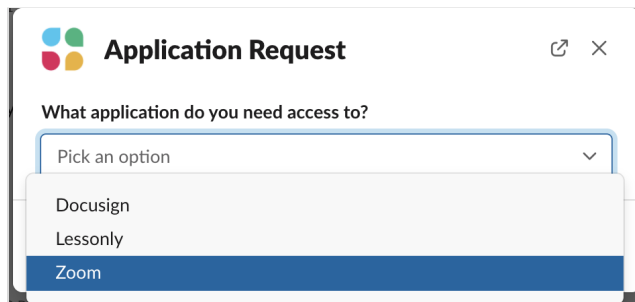 Application Request
What application do you need access to?
Pick an option
Docusign
Lessonly
Zoom